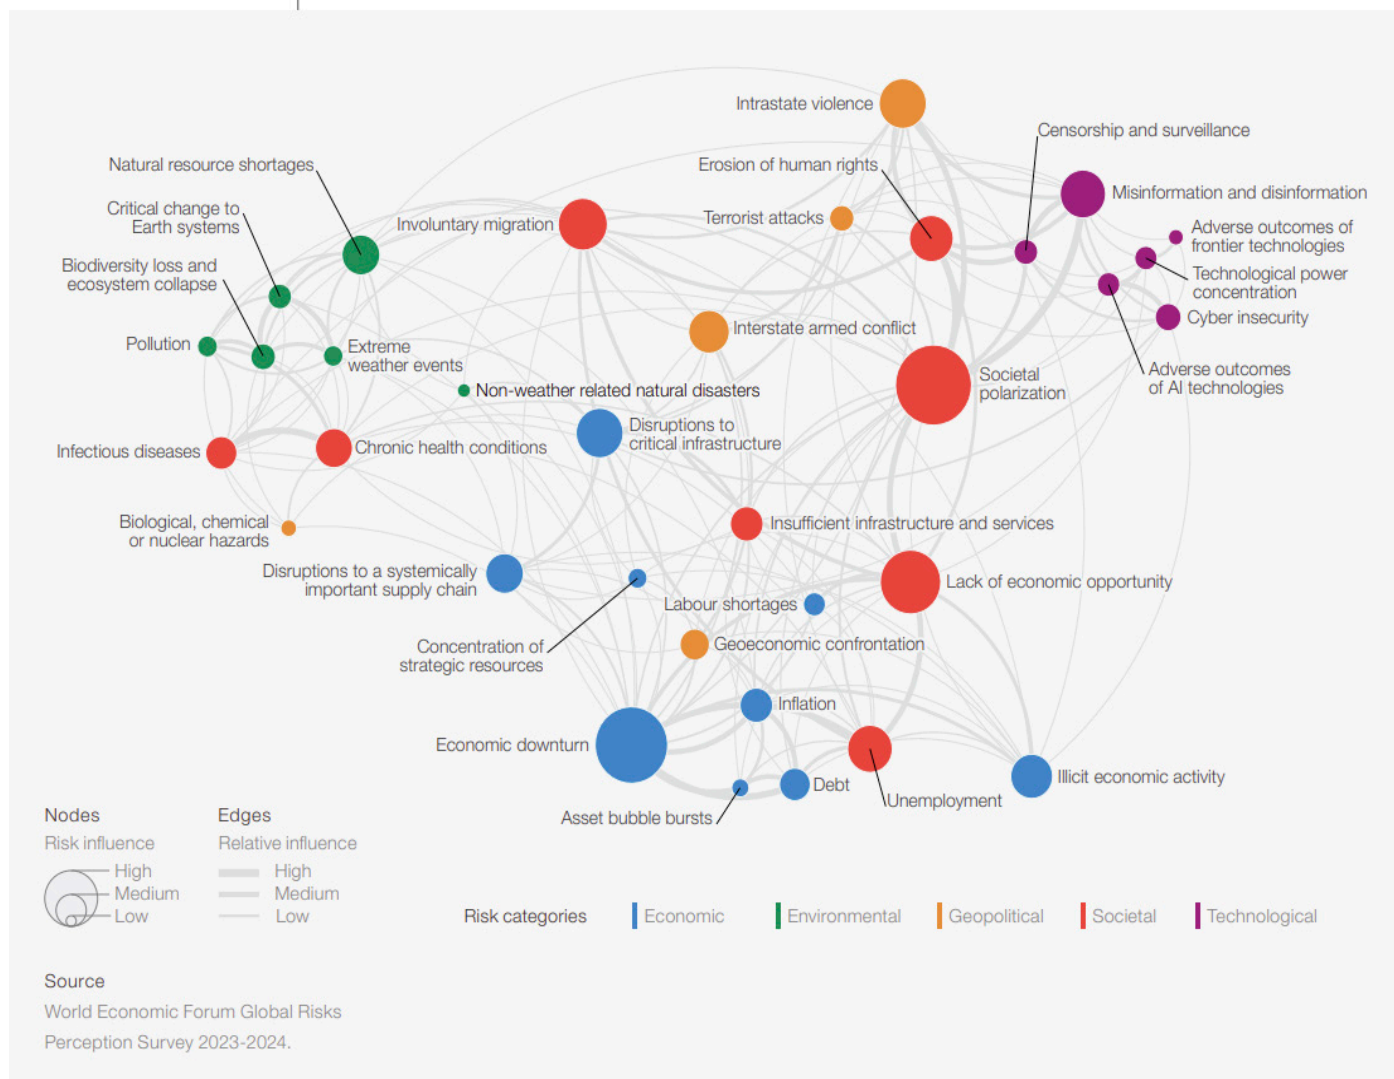 Intrastate violence
Censorship and surveillance
Natural resource shortages
Erosion of human rights
Misinformation and disinformation
Critical change to
Earth systems
Involuntary migration
Terrorist attacks
Adverse outcomes of
frontier technologies
Biodiversity loss and
ecosystem collapse
Technological power
concentration
Pollution
Extreme
weather events
Interstate armed conflict
Cyber insecurity
Adverse outcomes
of AI technologies
Non-weather related natural disasters
Societal
polarization
Disruptions to
critical infrastructure
Infectious diseases
Chronic health conditions
Biological, chemical
or nuclear hazards
Insufficient infrastructure and services
Disruptions to a systemically
important supply chain
Lack of economic opportunity
Labour shortages
Concentration of
strategic resources
Geoeconomic confrontation
Inflation
Economic downturn
Debt
Illicit economic activity
Unemployment
Asset bubble bursts
Nodes
Risk influence
High
Medium
Low
Edges
Relative influence
High
Medium
Low
Risk categories
Economic
Environmental
Geopolitical
Societal
Technological
Source
World Economic Forum Global Risks
Perception Survey 2023-2024.